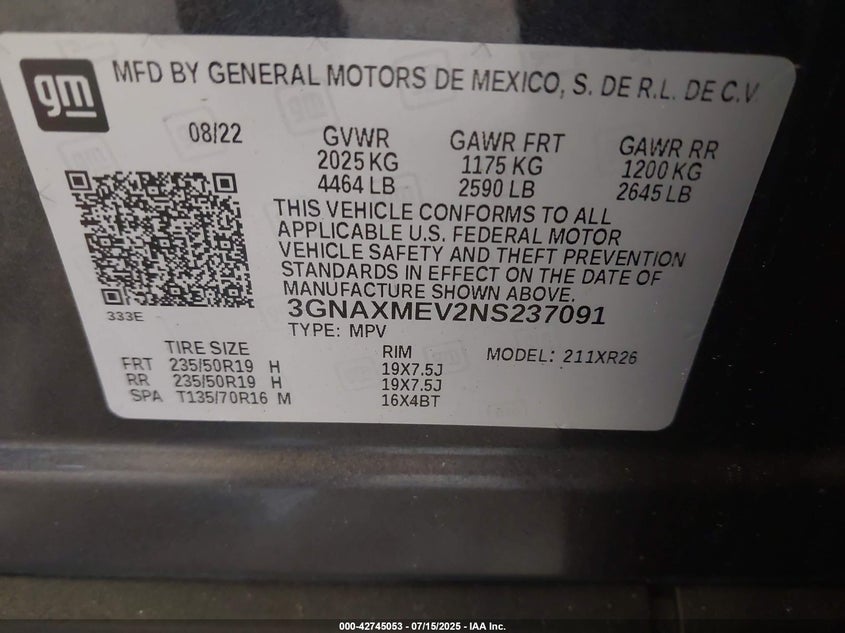 gm
MFD BY GENERAL MOTORS DE MEXICO, S. DE R.L. DE C.V.
08/22 GVWR GAWR FRT GAWR RR
2025 KG 1175 KG 1200 KG
4464 LB 2590 LB 2645 LB
THIS VEHICLE CONFORMS TO ALL
APPLICABLE U.S. FEDERAL MOTOR
VEHICLE SAFETY AND THEFT PREVENTION
STANDARDS IN EFFECT ON THE DATE OF
MANUFACTURE SHOWN ABOVE.
333E
3GNAXMEV2NS237091
TYPE: MPV
TIRE SIZE RIM MODEL: 211XR26
FRT 235/50R19 H 19X7.5J
RR 235/50R19 H 19X7.5J
SPA T135/70R16 M 16X4BT
000-42745053 - 07/15/2025 - IAA Inc.